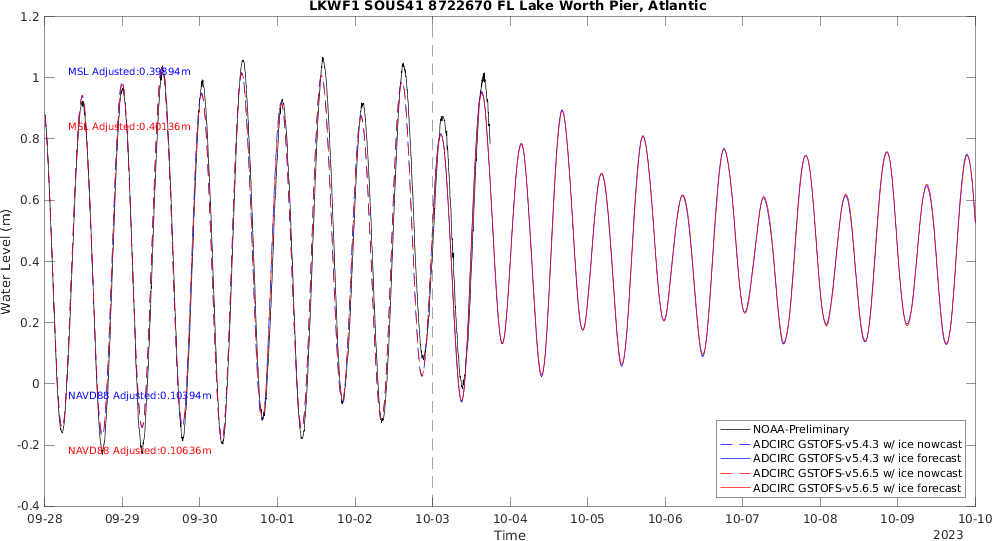 LKWF1 SOUS41 8722670 FL Lake Worth Pier, Atlantic
1.2
1
0.8
0.6
0.4
0.2
0
-0.2
-0.4
Water Level (m)
MSL Adjusted:0.39894m
MSL Adjusted:0.40136m
NAVD88 Adjusted:0.10394m
NAVD88 Adjusted:0.10636m
NOAA-Preliminary
ADCIRC GSTOFS-v5.4.3 w/ ice nowcast
ADCIRC GSTOFS-v5.4.3 w/ ice forecast
ADCIRC GSTOFS-v5.6.5 w/ ice nowcast
ADCIRC GSTOFS-v5.6.5 w/ ice forecast
09-28 09-29 09-30 10-01 10-02 10-03 10-04 10-05 10-06 10-07 10-08 10-09 10-10
Time
2023